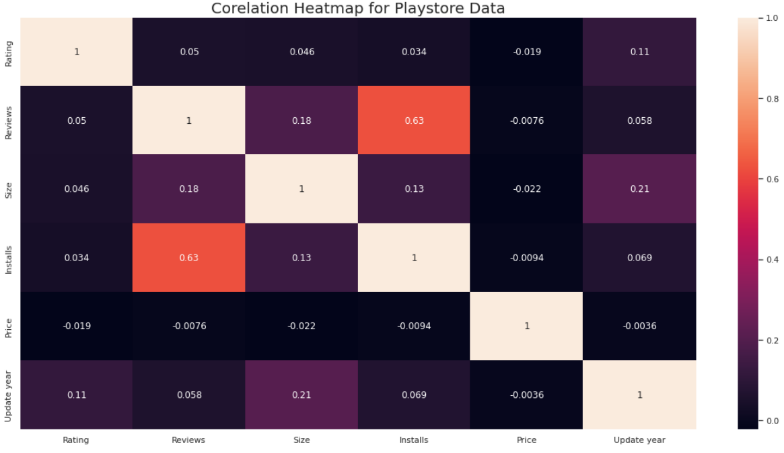 Corelation Heatmap for Playstore Data
Rating 1 0.05 0.046 0.034 -0.019 0.11
Reviews 0.05 1 0.18 0.63 -0.0076 0.058
Size 0.046 0.18 1 0.13 -0.022 0.21
Installs 0.034 0.63 0.13 1 -0.0094 0.069
Price -0.019 -0.0076 -0.022 -0.0094 1 -0.0036
Update year 0.11 0.058 0.21 0.069 -0.0036 1
Rating Reviews Size Installs Price Update year
1.0
0.8
0.6
0.4
0.2
0.0